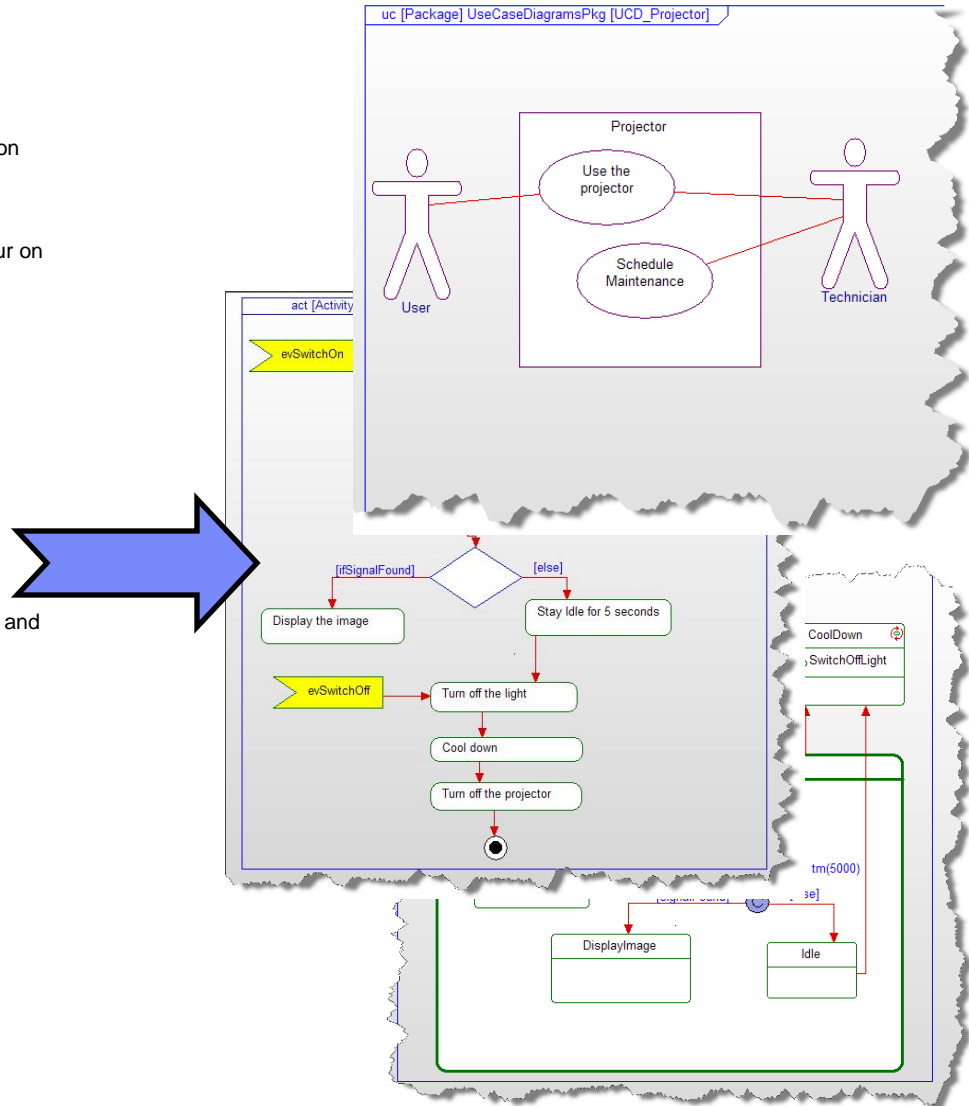 uc [Package] UseCaseDiagramsPkg [UCD_Projector]
on
ur on
and
Projector
Use the
projector
Schedule
Maintenance
User
Technician
act [Activity
evSwitchOn
[ifSignalFound]
[else]
Display the image
Stay Idle for 5 seconds
evSwitchOff
Turn off the light
Cool down
Turn off the projector
CoolDown
SwitchOffLight
tm(5000)
se]
C
DisplayImage
Idle